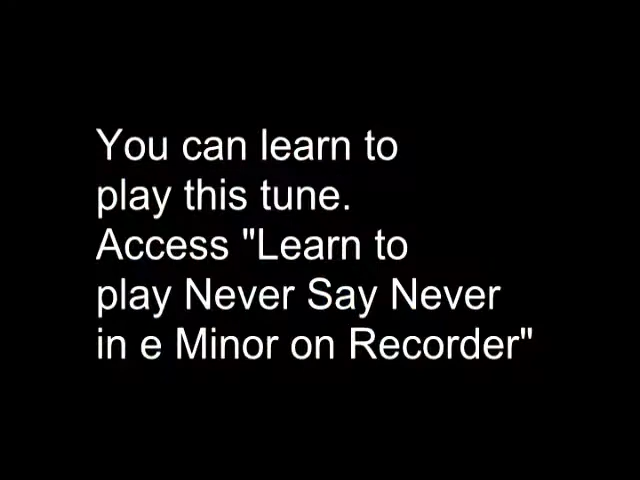 You can learn to
play this tune.
Access "Learn to
play Never Say Never
in e Minor on Recorder"